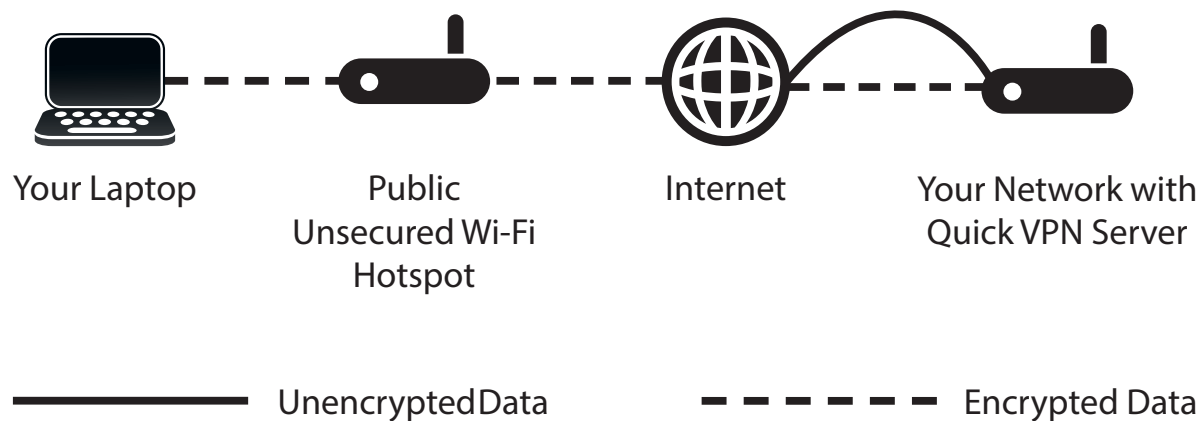 Your Laptop
Public
Unsecured Wi-Fi
Hotspot
Internet
Your Network with
Quick VPN Server
UnencryptedData
Encrypted Data